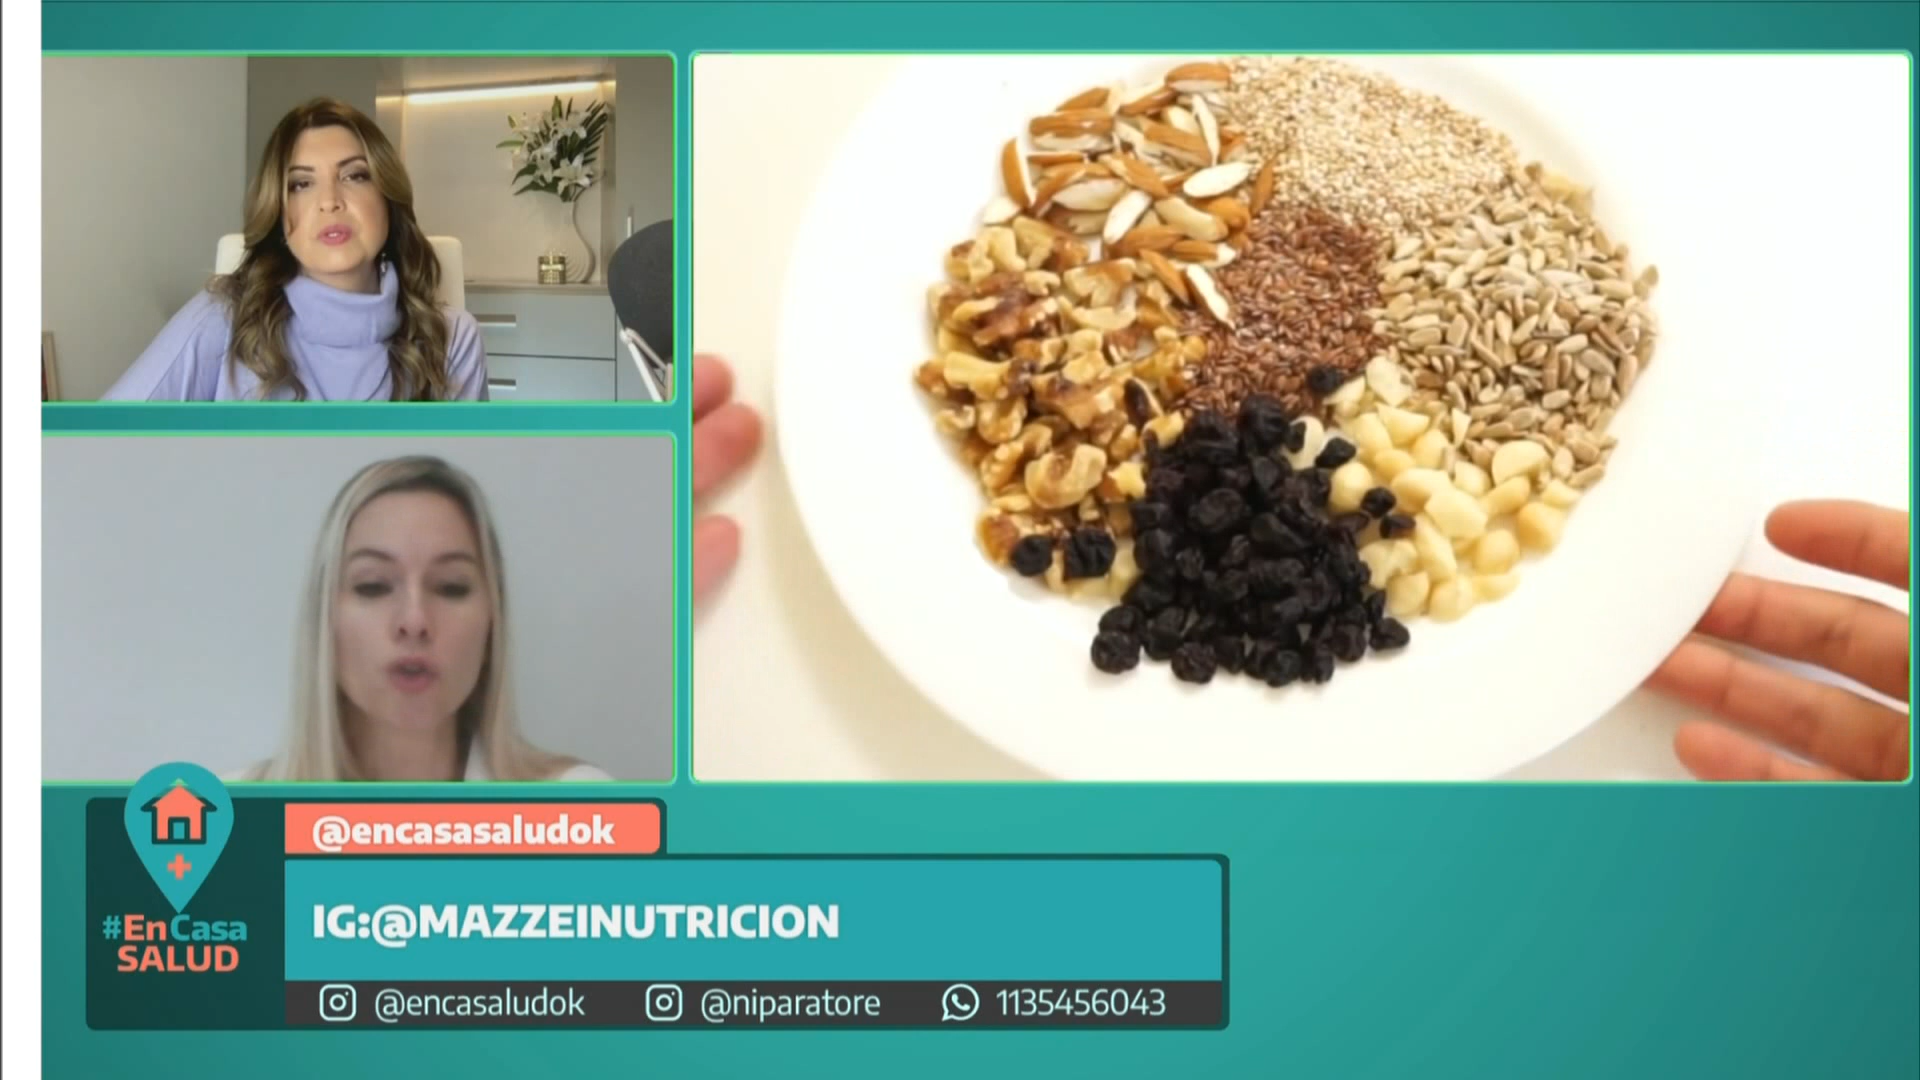 @encasasaludok
IG:@MAZZEINUTRICION
#EnCasa
SALUD
@encasaludok @niparatore 1135456043